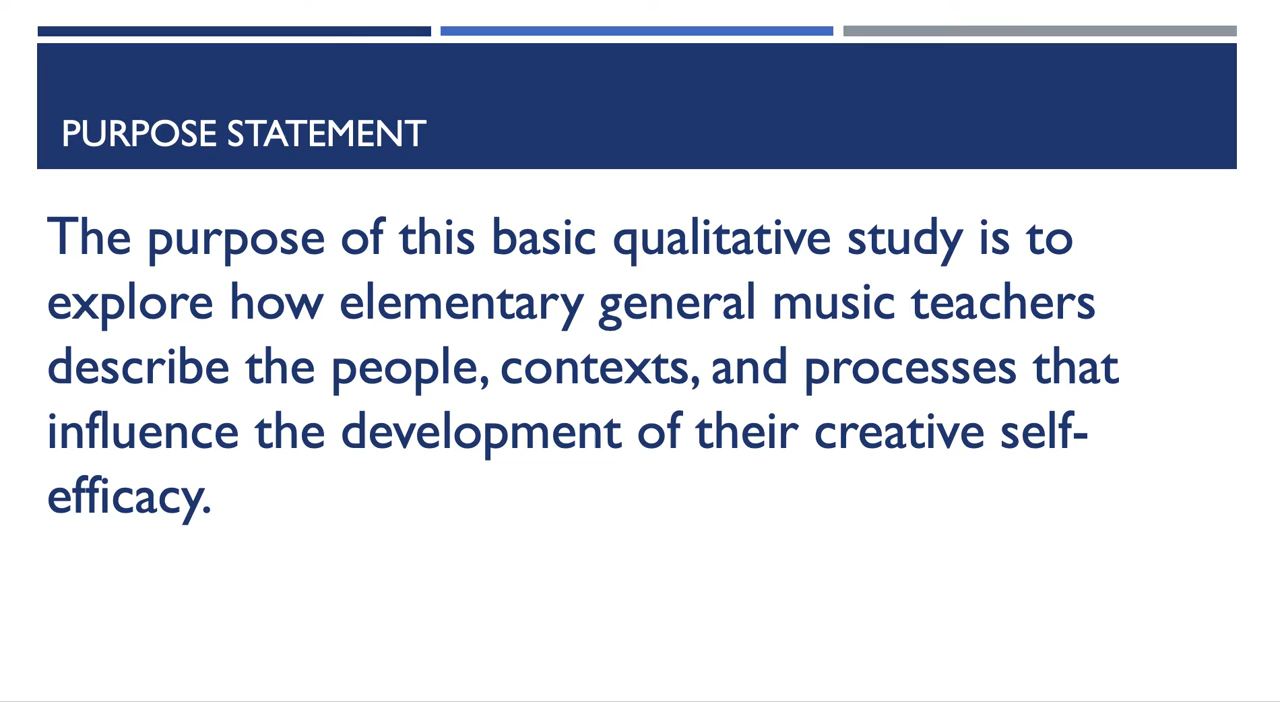 PURPOSE STATEMENT
The purpose of this basic qualitative study is to
explore how elementary general music teachers
describe the people, contexts, and processes that
influence the development of their creative self-
efficacy.